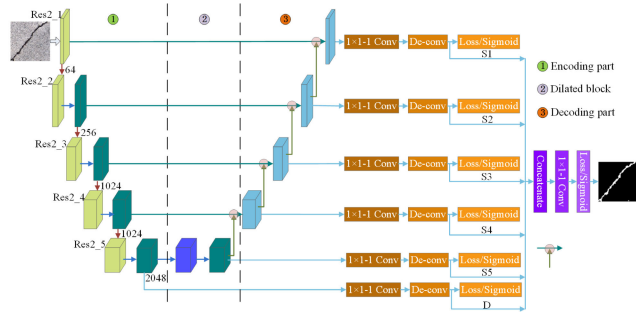 Res2_1
1
2
3
1×1-1 Conv
De-conv
Loss/Sigmoid
S1
64
Res2_2
1×1-1 Conv
De-conv
Loss/Sigmoid
S2
256
Res2_3
1×1-1 Conv
De-conv
Loss/Sigmoid
S3
1024
Res2_4
1×1-1 Conv
De-conv
Loss/Sigmoid
S4
1024
Res2_5
1×1-1 Conv
De-conv
Loss/Sigmoid
S5
2048
1×1-1 Conv
De-conv
Loss/Sigmoid
D
Concatenate
1×1-1 Conv
Loss/Sigmoid
1 Encoding part
2 Dilated block
3 Decoding part